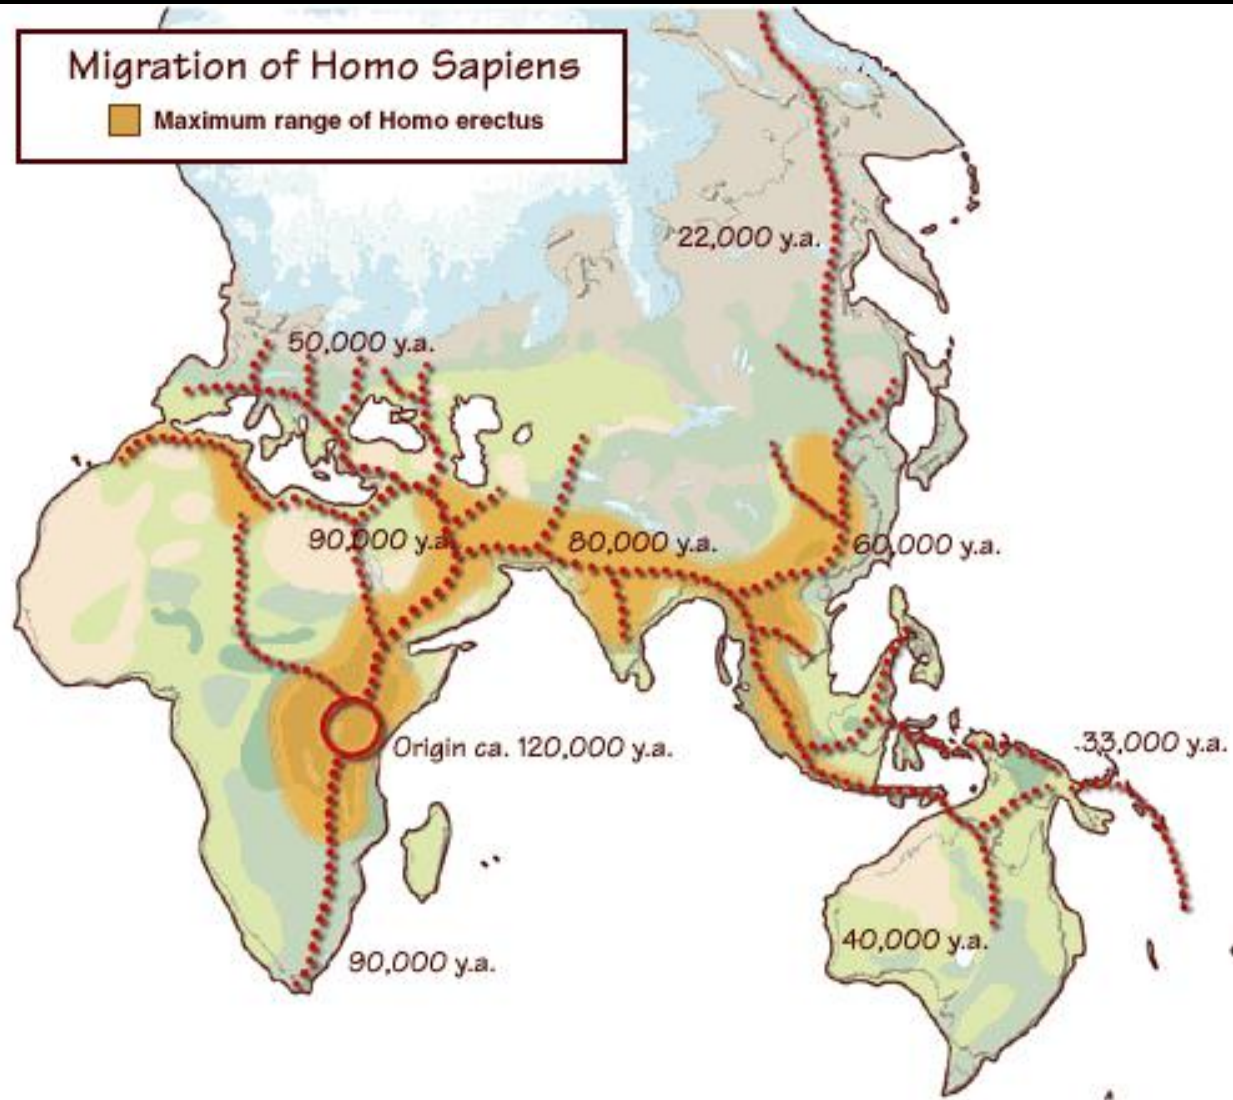 Migration of Homo Sapiens
Maximum range of Homo erectus
22,000 y.a.
50,000 y.a.
90,000 y.a.
80,000 y.a.
60,000 y.a.
Origin ca. 120,000 y.a.
33,000 y.a.
40,000 y.a.
90,000 y.a.